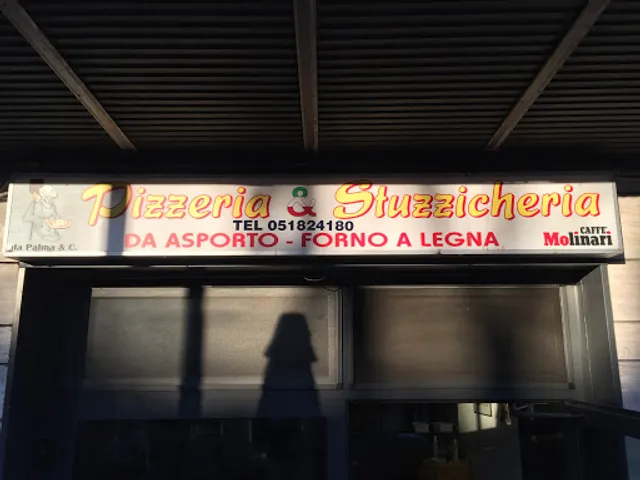 Pizzeria & Stuzzicheria
TEL 051824180
DA ASPORTO - FORNO A LEGNA
da Palma & C.
CAFFE'
Molinari